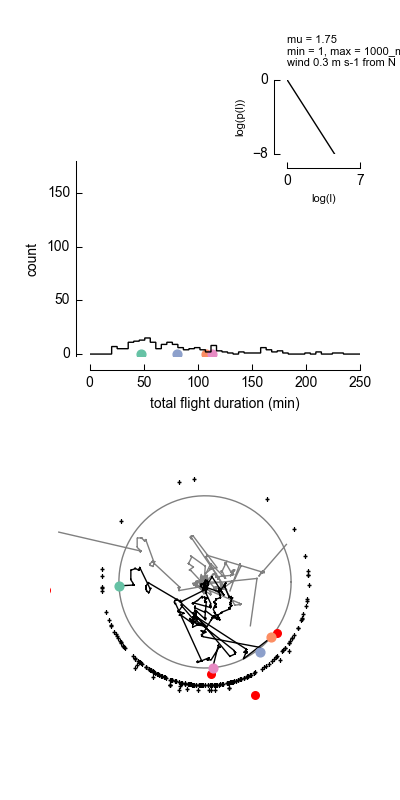 mu = 1.75
min = 1, max = 1000_m
wind 0.3 m s-1 from N
log(p(l))
0
−8
0 7
log(l)
count
150
100
50
0
0 50 100 150 200 250
total flight duration (min)